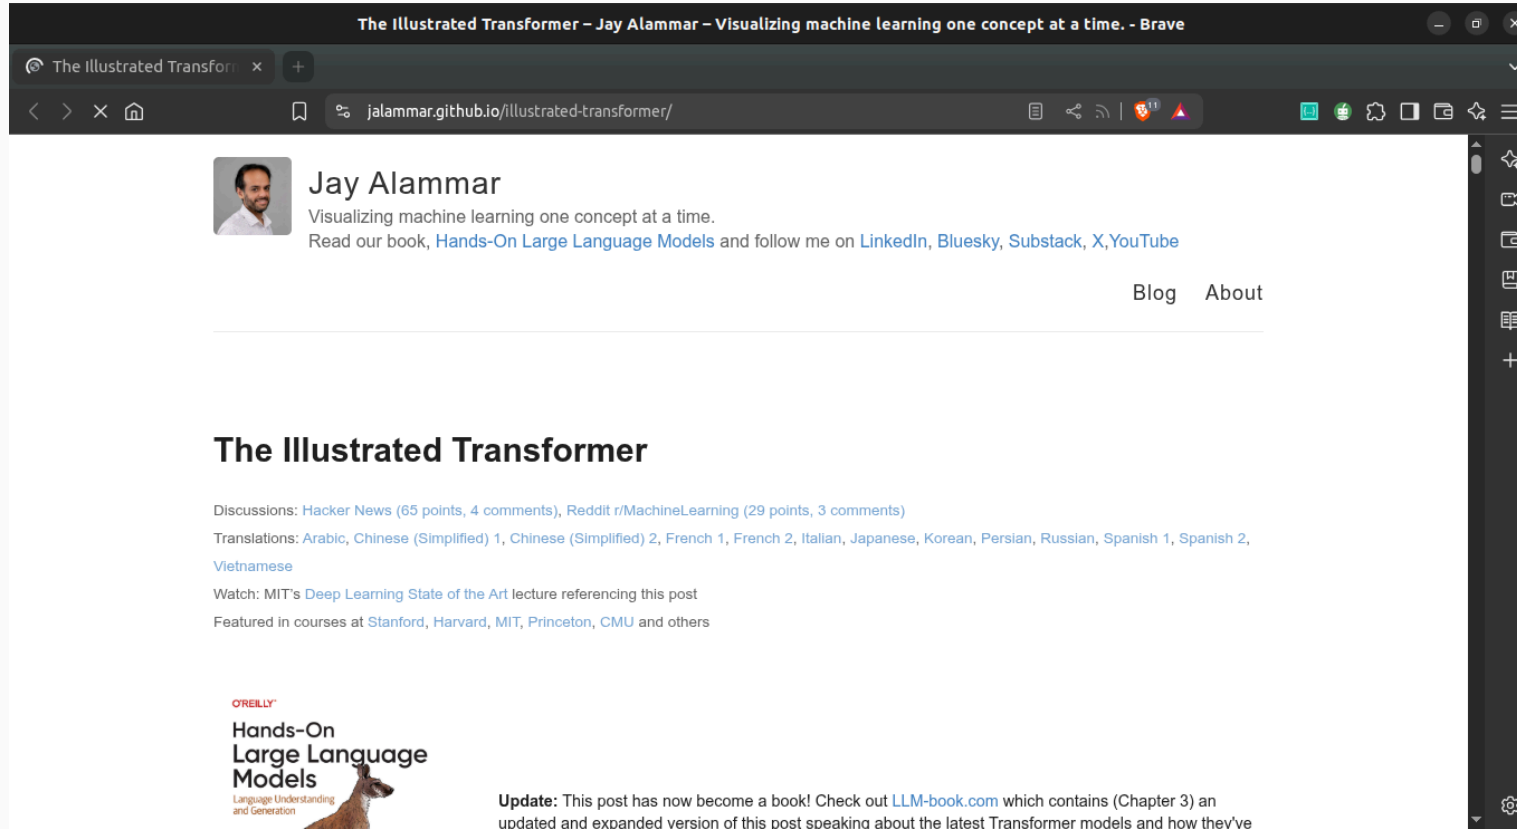 The Illustrated Transformer – Jay Alammar – Visualizing machine learning one concept at a time. - Brave
The Illustrated Transforn
jalammar.github.io/illustrated-transformer/
11
Jay Alammar
Visualizing machine learning one concept at a time.
Read our book, Hands-On Large Language Models and follow me on LinkedIn, Bluesky, Substack, X,YouTube
Blog About
The Illustrated Transformer
Discussions: Hacker News (65 points, 4 comments), Reddit r/MachineLearning (29 points, 3 comments)
Translations: Arabic, Chinese (Simplified) 1, Chinese (Simplified) 2, French 1, French 2, Italian, Japanese, Korean, Persian, Russian, Spanish 1, Spanish 2,
Vietnamese
Watch: MIT's Deep Learning State of the Art lecture referencing this post
Featured in courses at Stanford, Harvard, MIT, Princeton, CMU and others
O'REILLY®
Hands-On
Large Language
Models
Language Understanding
and Generation
Update: This post has now become a book! Check out LLM-book.com which contains (Chapter 3) an
updated and expanded version of this post speaking about the latest Transformer models and how they've